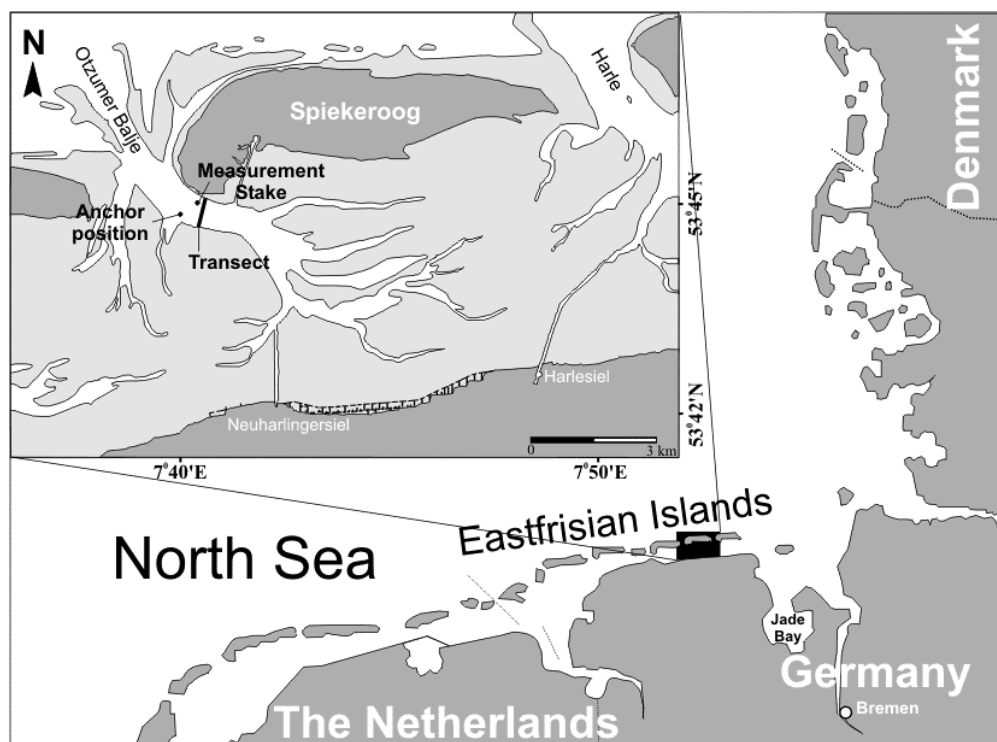 N
Otzumer Balje
Harle
Spiekeroog
Measurement
Stake
Anchor
position
Transect
Harlesiel
Neuharlingersiel
0 3 km
53°45'N
53°42'N
7°40'E
7°50'E
Denmark
Eastfrisian Islands
North Sea
Jade
Bay
Germany
Bremen
The Netherlands